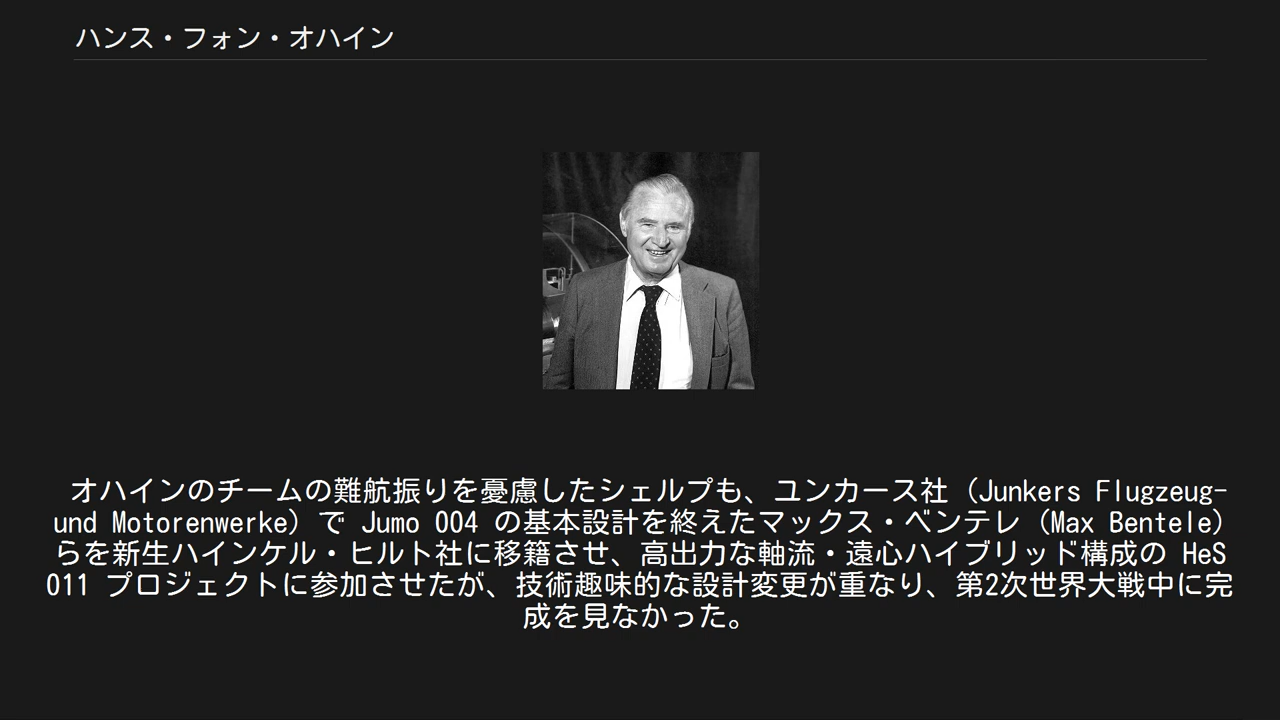 ハンス・フォン・オハイン
オハインのチームの難航振りを憂慮したシェルプも、ユンカース社（Junkers Flugzeug-
und Motorenwerke）で Jumo 004 の基本設計を終えたマックス・ベンテレ（Max Bentele）
らを新生ハインケル・ヒルト社に移籍させ、高出力な軸流・遠心ハイブリッド構成の HeS
011 プロジェクトに参加させたが、技術趣味的な設計変更が重なり、第2次世界大戦中に完
成を見なかった。